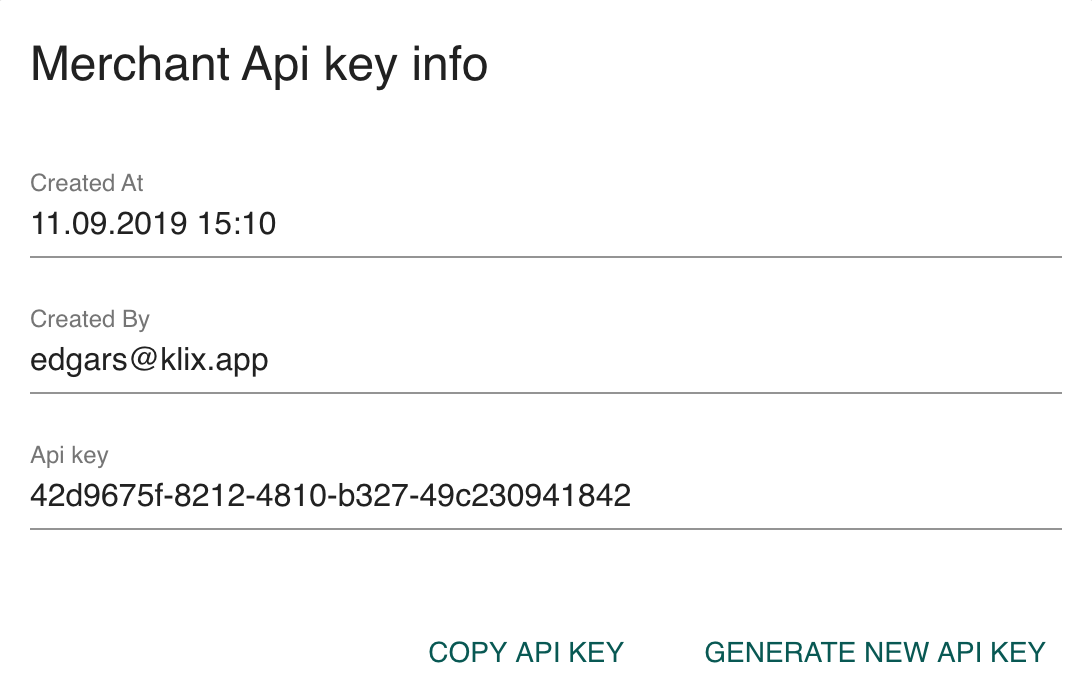 Merchant Api key info
Created At
11.09.2019 15:10
Created By
edgars@klix.app
Api key
42d9675f-8212-4810-b327-49c230941842
COPY API KEY GENERATE NEW API KEY